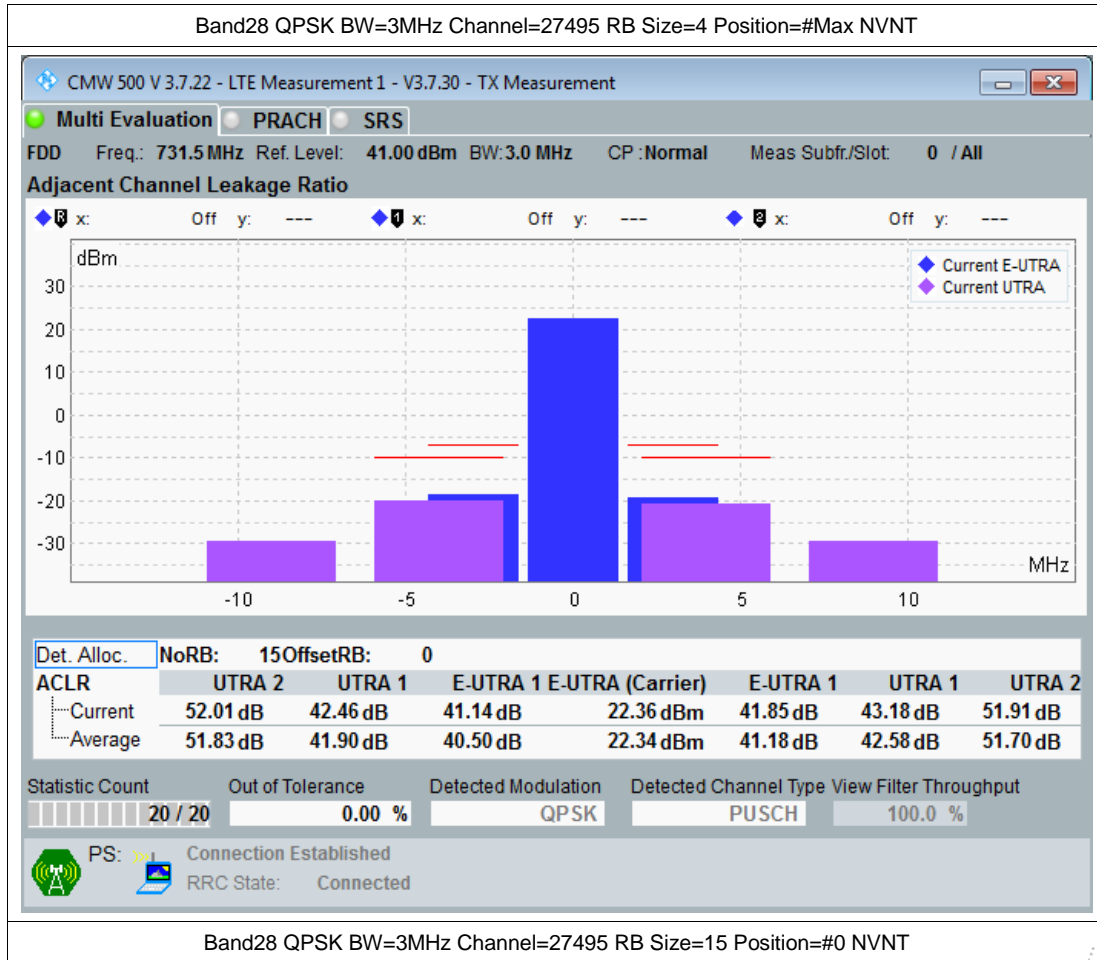 Band28 QPSK BW=3MHz Channel=27495 RB Size=4 Position=#Max NVNT
CMW 500 V 3.7.22 - LTE Measurement 1 - V3.7.30 - TX Measurement
Multi Evaluation PRACH SRS
FDD Freq.: 731.5 MHz Ref. Level: 41.00 dBm BW: 3.0 MHz CP : Normal Meas Subfr./Slot: 0 / All
Adjacent Channel Leakage Ratio
R x: Off y: --- 1 x: Off y: --- 2 x: Off y: ---
dBm
Current E-UTRA
Current UTRA
30
20
10
0
-10
-20
-30
MHz
-10 -5 0 5 10
Det. Alloc. NoRB: 15 OffsetRB: 0
ACLR UTRA 2 UTRA 1 E-UTRA 1 E-UTRA (Carrier) E-UTRA 1 UTRA 1 UTRA 2
Current 52.01 dB 42.46 dB 41.14 dB 22.36 dBm 41.85 dB 43.18 dB 51.91 dB
Average 51.83 dB 41.90 dB 40.50 dB 22.34 dBm 41.18 dB 42.58 dB 51.70 dB
Statistic Count Out of Tolerance Detected Modulation Detected Channel Type View Filter Throughput
20 / 20 0.00 % QPSK PUSCH 100.0 %
PS: Connection Established
RRC State: Connected
Band28 QPSK BW=3MHz Channel=27495 RB Size=15 Position=#0 NVNT